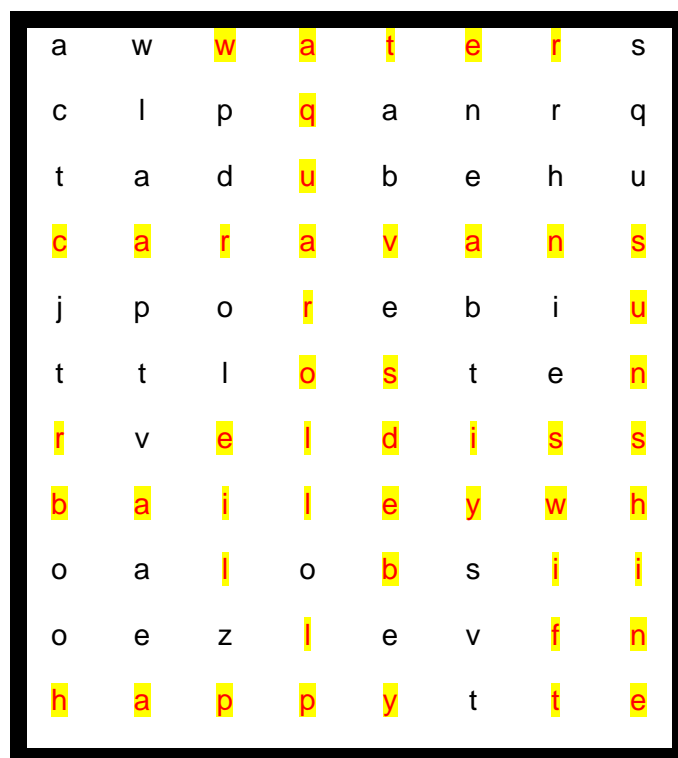 a w w a t e r s
c l p q a n r q
t a d u b e h u
c a r a v a n s
j p o r e b i u
t t l o s t e n
r v e l d i s s
b a i l e y w h
o a l o b s i i
o e z l e v f n
h a p p y t t e